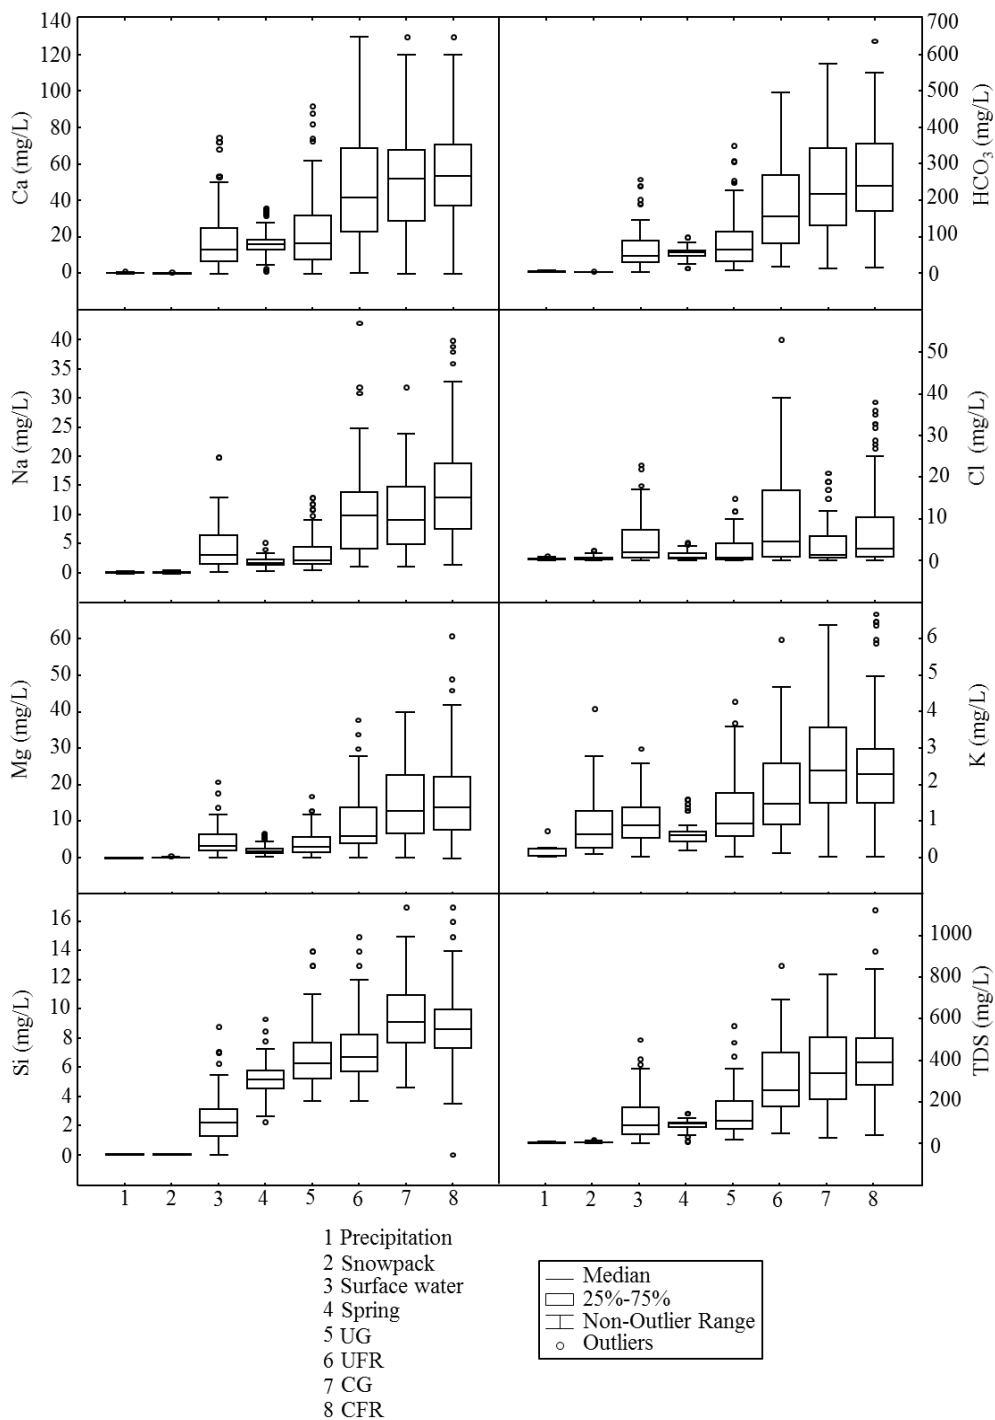 140
120
100
80
60
40
20
0
Ca (mg/L)
700
600
500
400
300
200
100
0
HCO3 (mg/L)
40
35
30
25
20
15
10
5
0
Na (mg/L)
50
40
30
20
10
0
Cl (mg/L)
60
50
40
30
20
10
0
Mg (mg/L)
6
5
4
3
2
1
0
K (mg/L)
16
14
12
10
8
6
4
2
0
Si (mg/L)
1000
800
600
400
200
0
TDS (mg/L)
1 2 3 4 5 6 7 8
1 2 3 4 5 6 7 8
1 Precipitation
2 Snowpack
3 Surface water
4 Spring
5 UG
6 UFR
7 CG
8 CFR
Median
25%-75%
Non-Outlier Range
Outliers